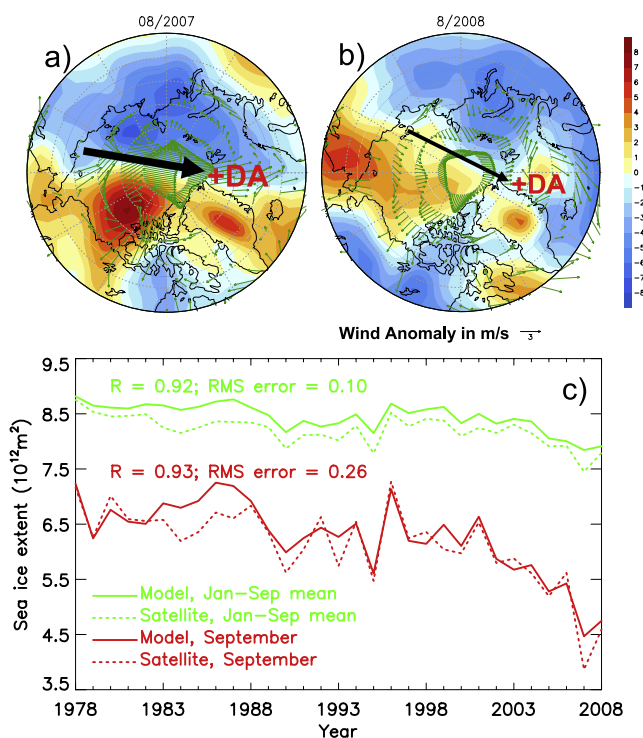 08/2007
8/2008
a)
b)
+DA
+DA
8
7
6
5
4
3
2
1
0
-1
-2
-3
-4
-5
-6
-7
-8
Wind Anomaly in m/s
3
9.5
8.5
7.5
6.5
5.5
4.5
3.5
Sea ice extent (10¹²m²)
R = 0.92; RMS error = 0.10
c)
R = 0.93; RMS error = 0.26
Model, Jan-Sep mean
Satellite, Jan-Sep mean
Model, September
Satellite, September
1978 1983 1988 1993 1998 2003 2008
Year